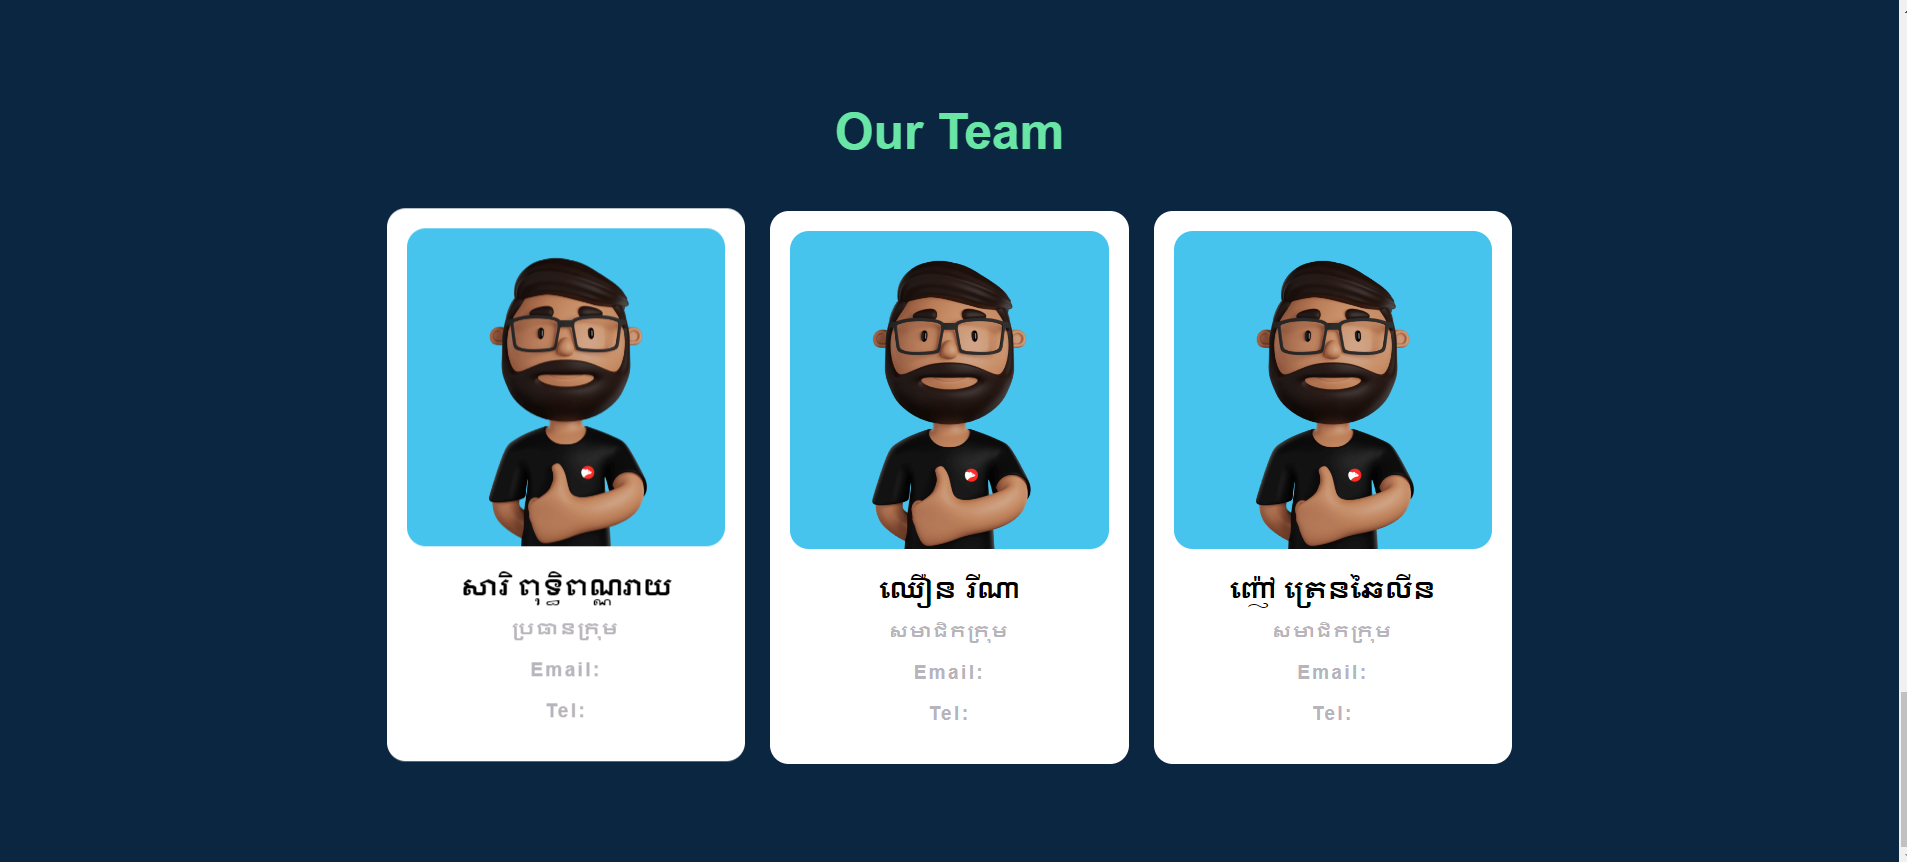 Our Team
សារិ ពុទ្ធិពណ្ណរាយ
ប្រធានក្រុម
Email:
Tel:
ឈឿន រីណា
សមាជិកក្រុម
Email:
Tel:
ញ៉ៅ ត្រេនឆៃលីន
សមាជិកក្រុម
Email:
Tel: